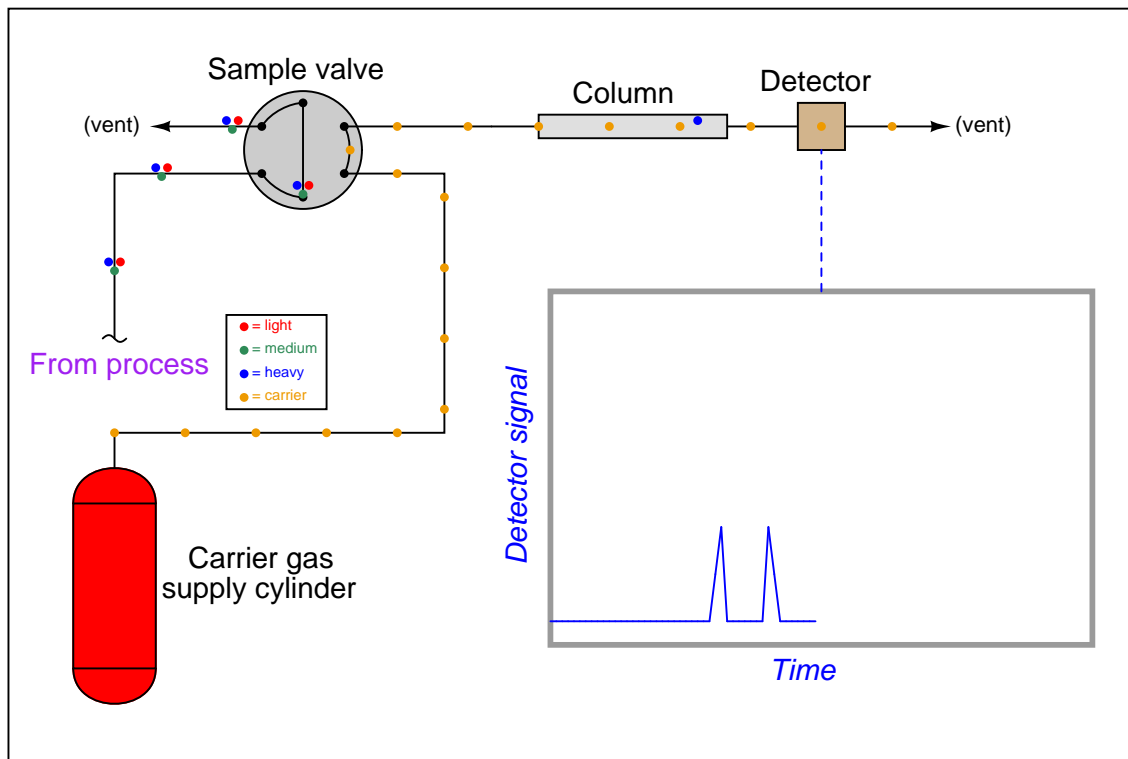 Sample valve
Column
Detector
(vent)
(vent)
= light
= medium
= heavy
= carrier
From process
Carrier gas
supply cylinder
Detector signal
Time